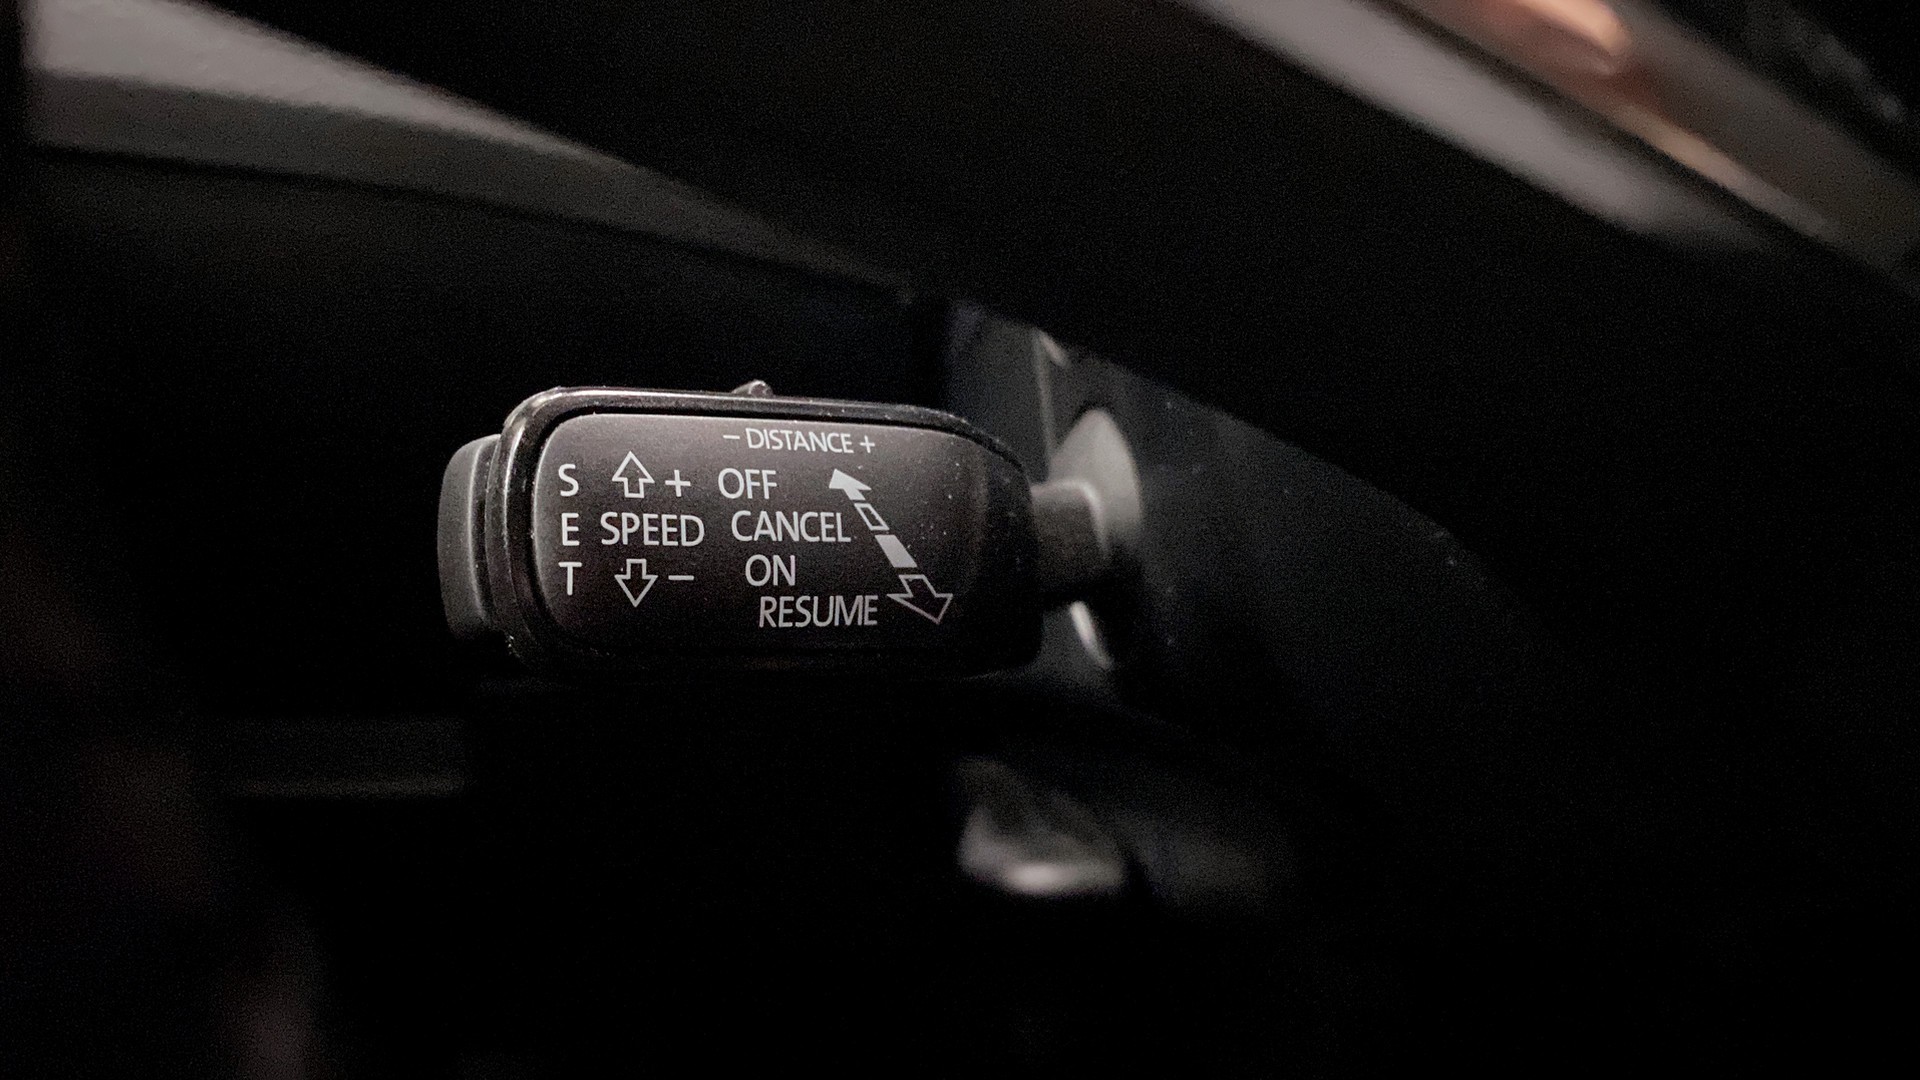 – DISTANCE +
S + OFF
E SPEED CANCEL
T – ON
RESUME